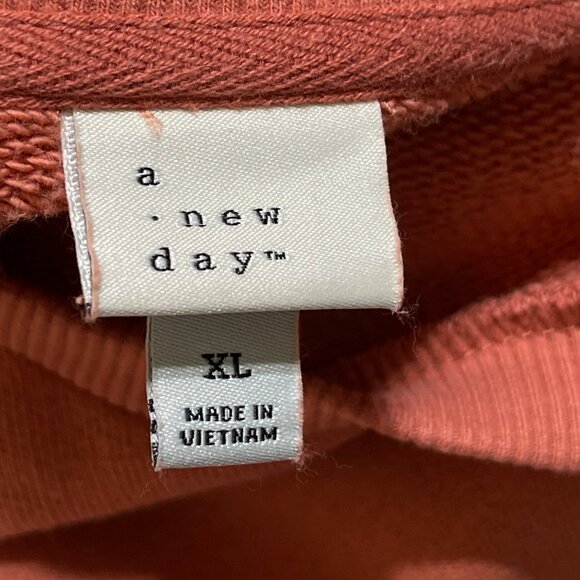 a
· new
day™
XL
MADE IN
VIETNAM